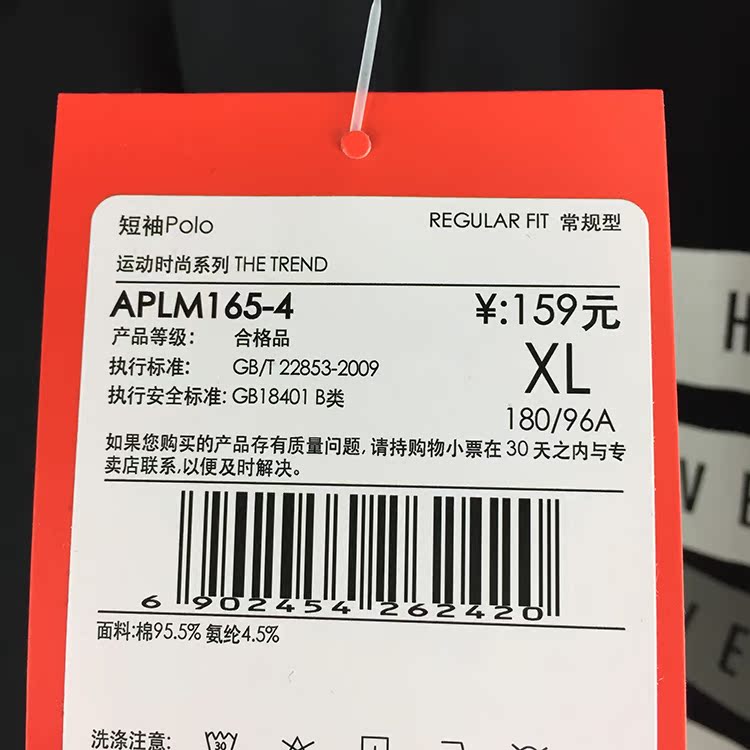 短袖Polo
REGULAR FIT 常规型
运动时尚系列 THE TREND
APLM165-4
¥:159元
产品等级: 合格品
执行标准: GB/T 22853-2009
XL
执行安全标准: GB18401 B类
180/96A
如果您购买的产品存有质量问题,请持购物小票在 30 天之内与专
卖店联系,以便及时解决。
6 902454 262420
面料:棉95.5% 氨纶4.5%
洗涤注意:
30
H
VE
VE